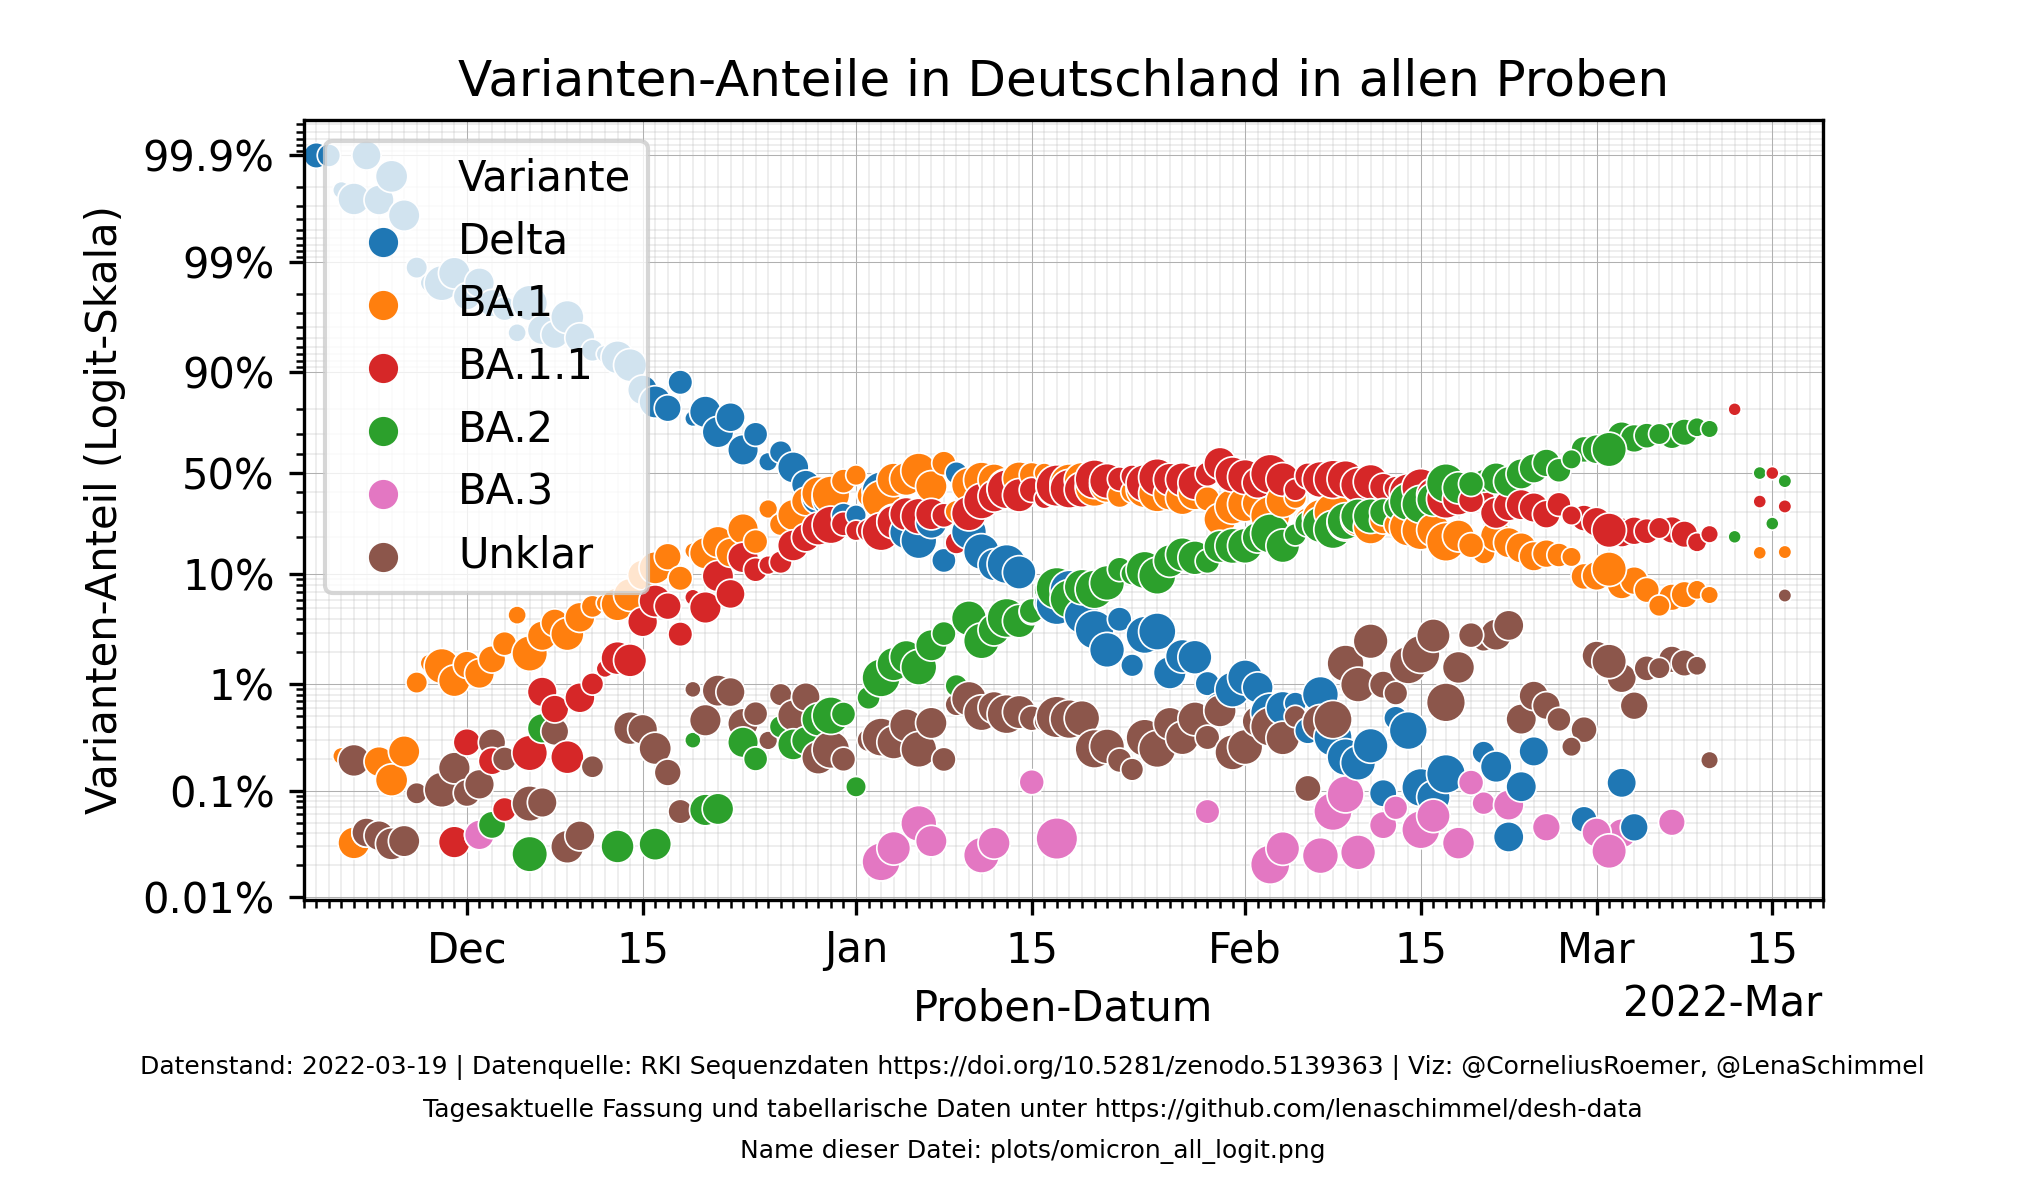 Varianten-Anteile in Deutschland in allen Proben
Varianten-Anteil (Logit-Skala)
99.9%
99%
90%
50%
10%
1%
0.1%
0.01%
Variante
Delta
BA.1
BA.1.1
BA.2
BA.3
Unklar
Dec 15 Jan 15 Feb 15 Mar 15
Proben-Datum
2022-Mar
Datenstand: 2022-03-19 | Datenquelle: RKI Sequenzdaten https://doi.org/10.5281/zenodo.5139363 | Viz: @CorneliusRoemer, @LenaSchimmel
Tagesaktuelle Fassung und tabellarische Daten unter https://github.com/lenaschimmel/desh-data
Name dieser Datei: plots/omicron_all_logit.png